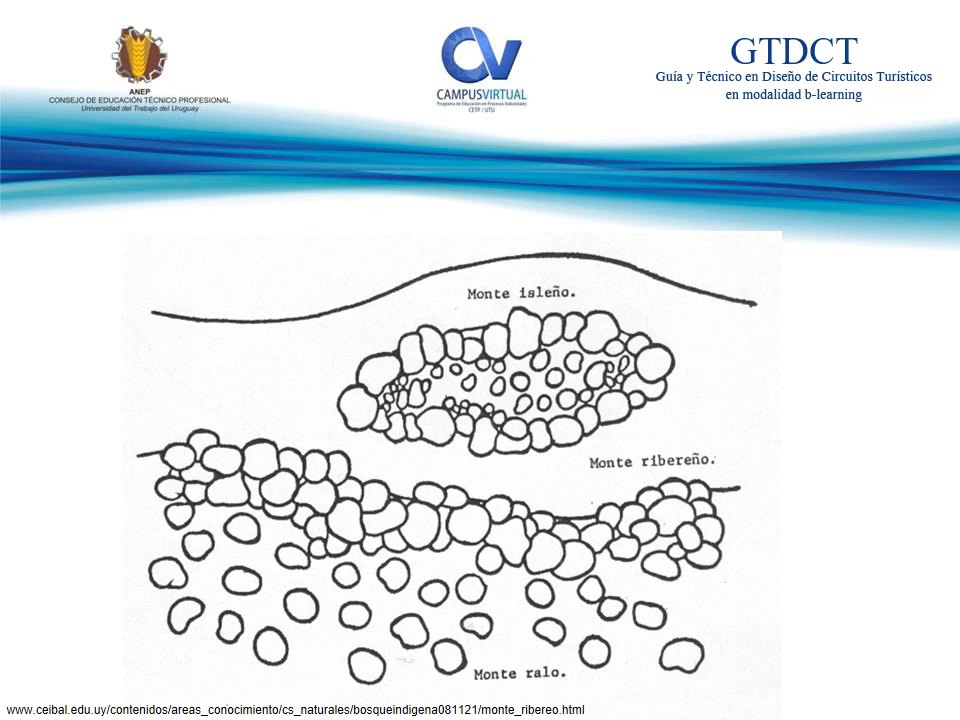 ANEP
CONSEJO DE EDUCACIÓN TÉCNICO PROFESIONAL
Universidad del Trabajo del Uruguay
CAMPUSVIRTUAL
Programa de Educación en Procesos Industriales
CETP / UTU
GTDCT
Guía y Técnico en Diseño de Circuitos Turísticos
en modalidad b-learning
Monte isleño.
Monte ribereño.
Monte ralo.
www.ceibal.edu.uy/contenidos/areas_conocimiento/cs_naturales/bosqueindigena081121/monte_ribereo.html